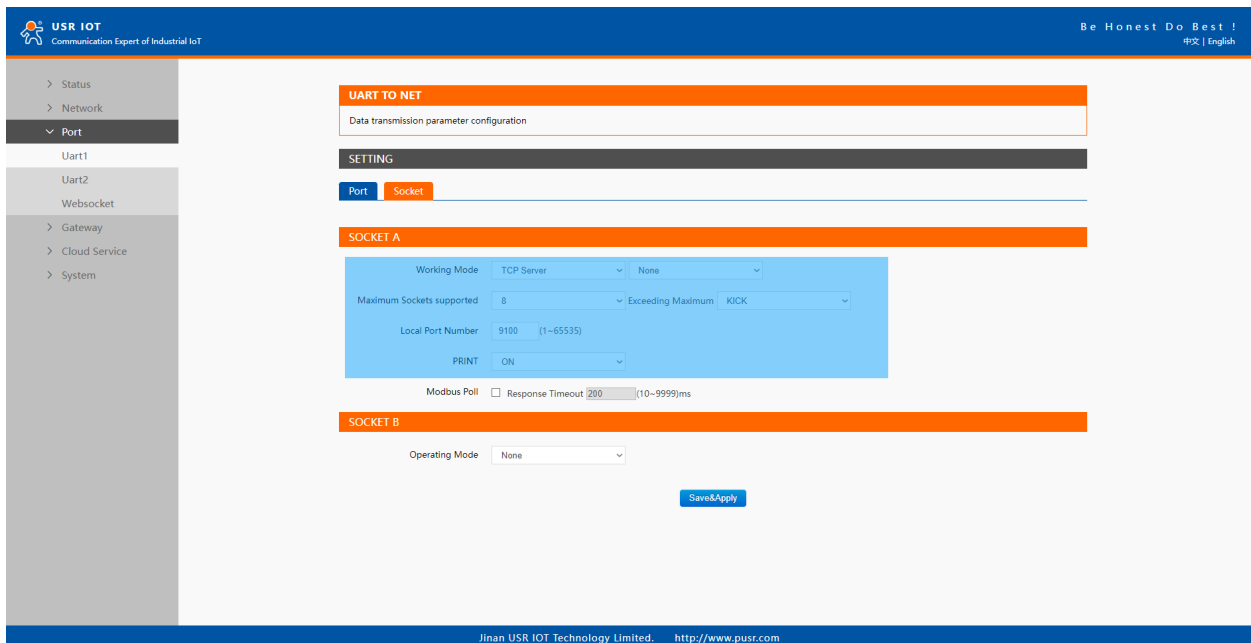 USR IOT
Communication Expert of Industrial IoT
Be Honest Do Best !
中文 | English
Status
Network
Port
Uart1
Uart2
Websocket
Gateway
Cloud Service
System
UART TO NET
Data transmission parameter configuration
SETTING
Port Socket
SOCKET A
Working Mode TCP Server None
Maximum Sockets supported 8 Exceeding Maximum KICK
Local Port Number 9100 (1~65535)
PRINT ON
Modbus Poll Response Timeout 200 (10~9999)ms
SOCKET B
Operating Mode None
Save&Apply
Jinan USR IOT Technology Limited. http://www.pusr.com